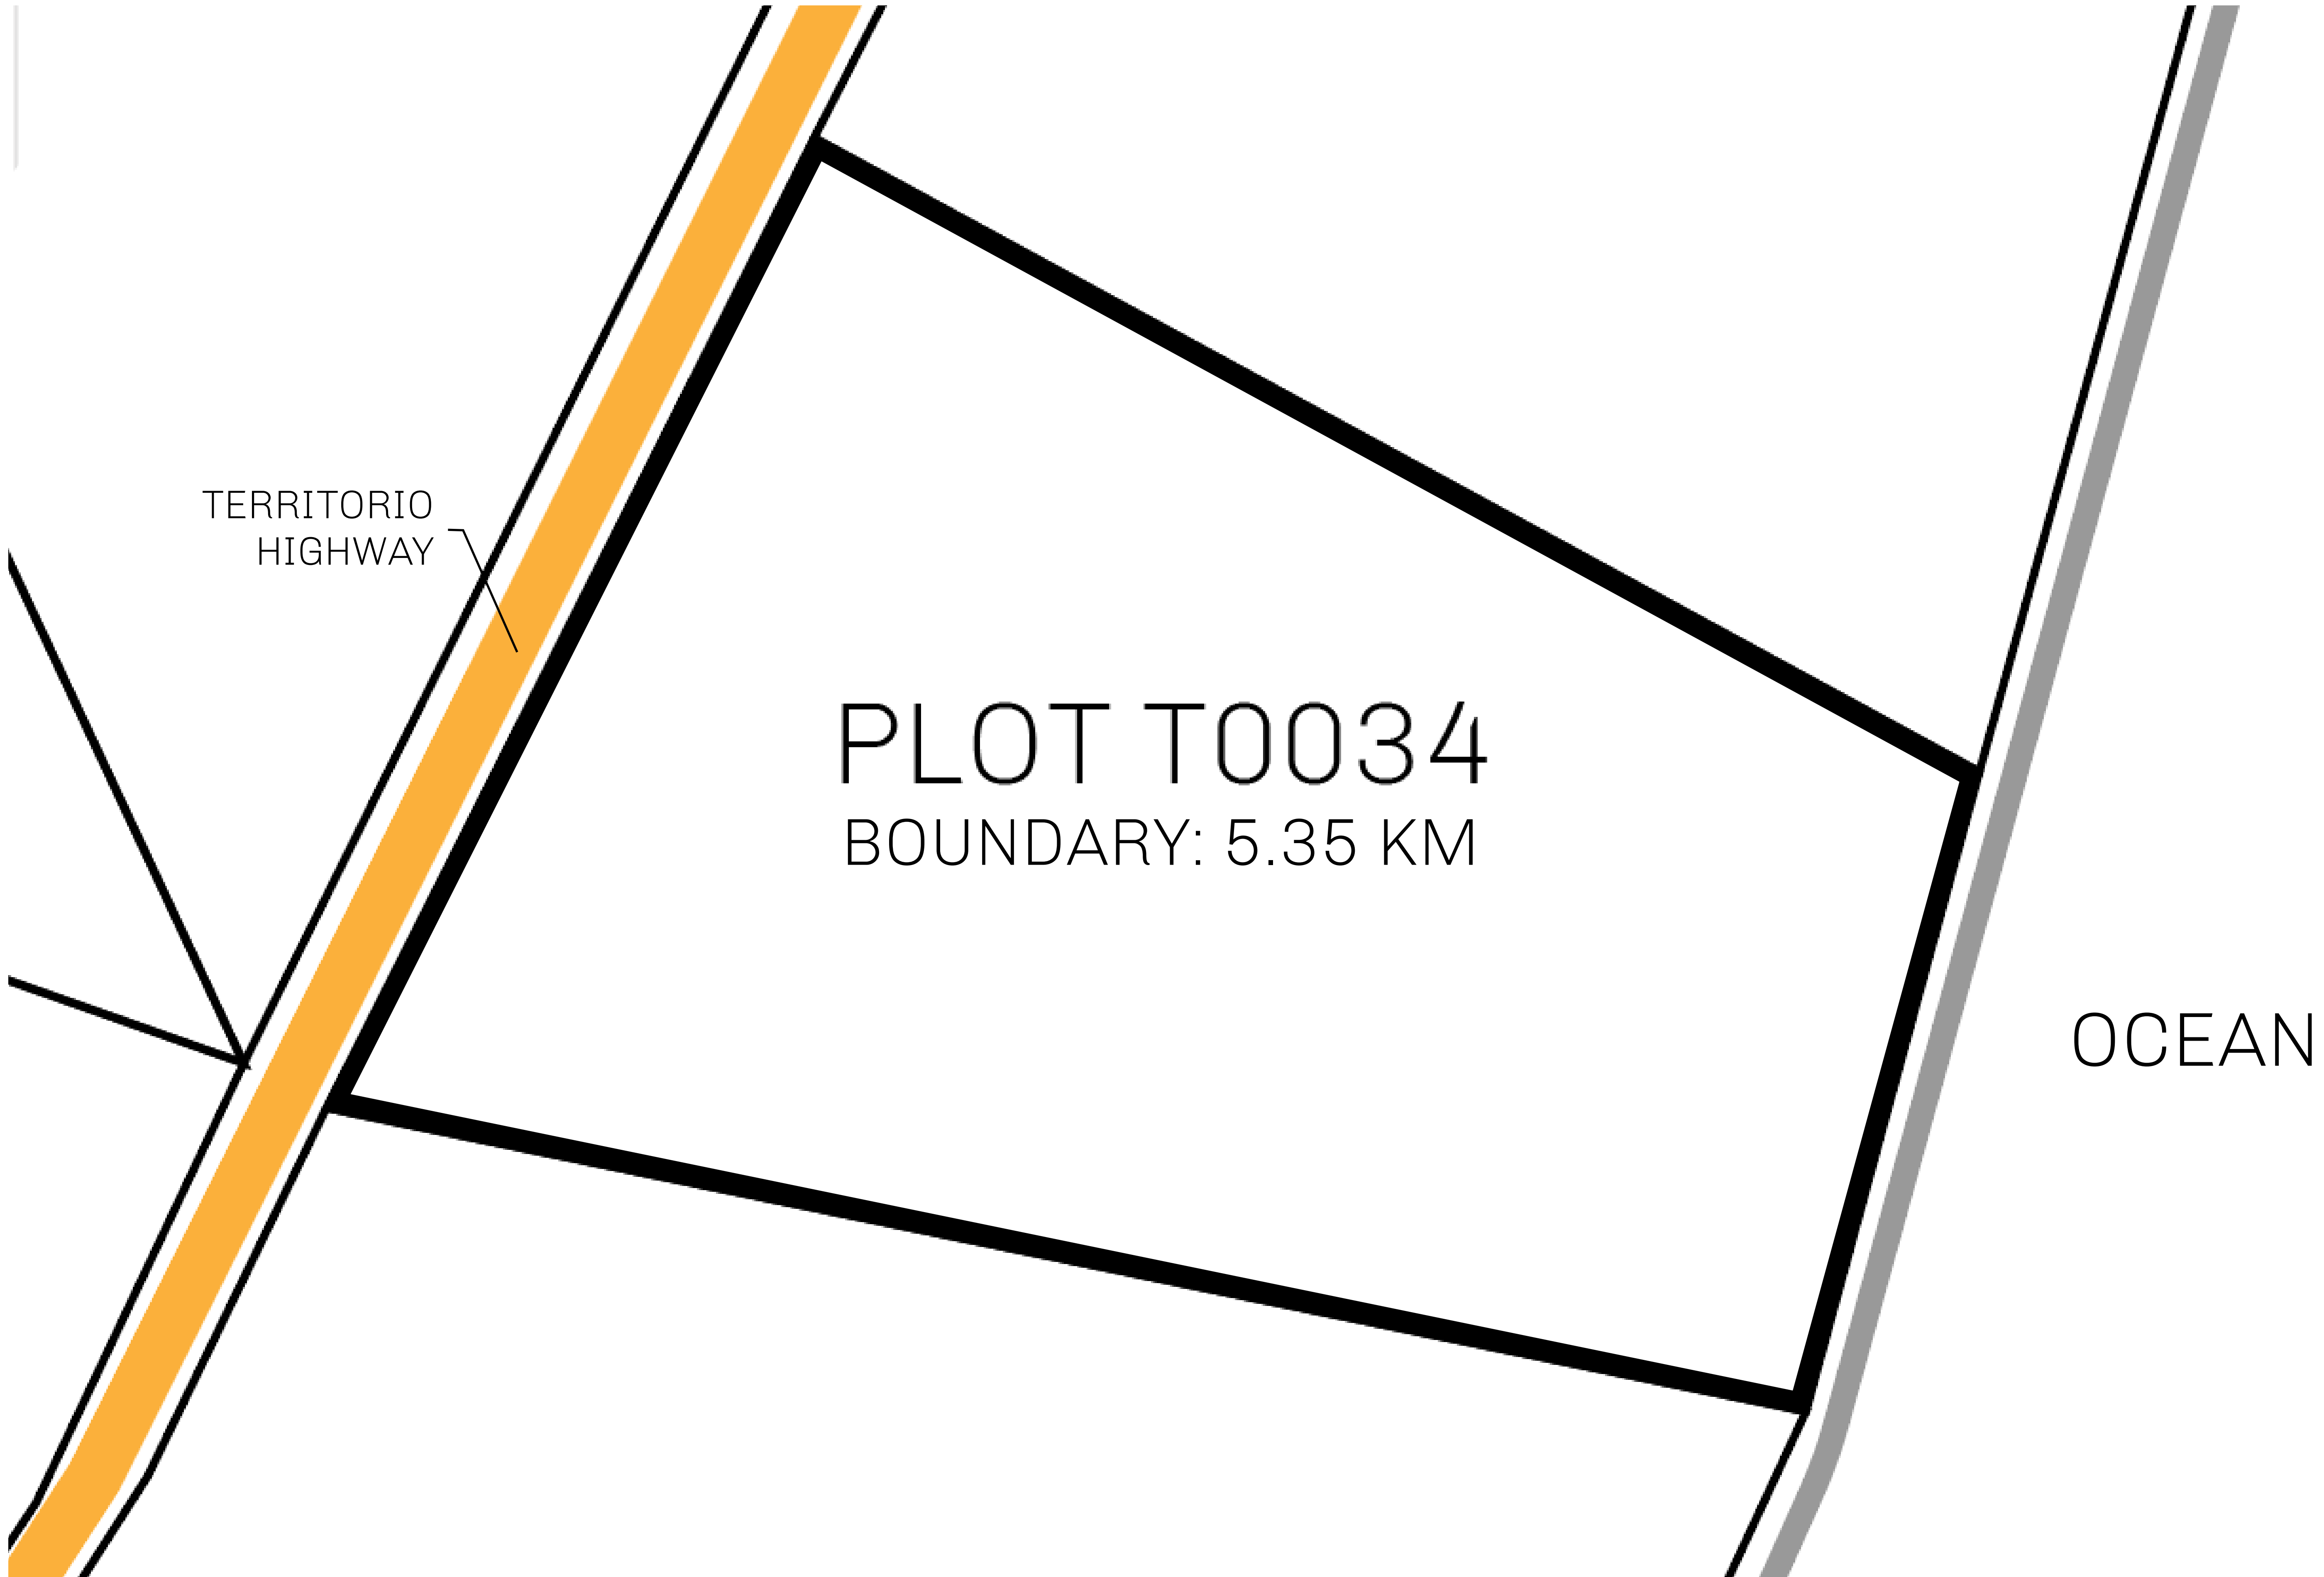 TERRITORIO
HIGHWAY
PLOT T0034
BOUNDARY: 5.35 KM
OCEAN